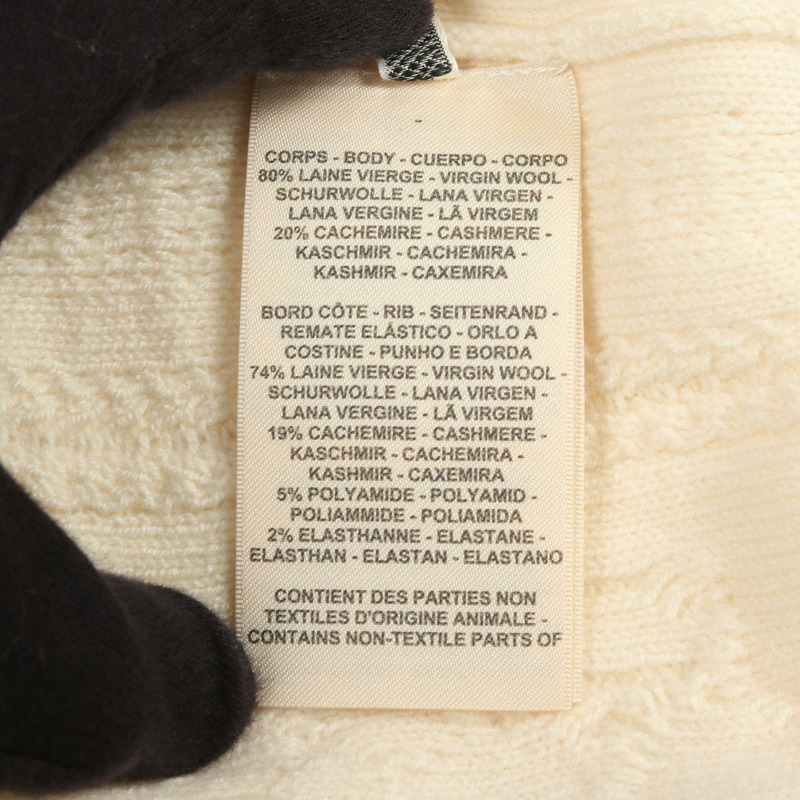 -
CORPS - BODY - CUERPO - CORPO
80% LAINE VIERGE - VIRGIN WOOL -
SCHURWOLLE - LANA VIRGEN -
LANA VERGINE - LÃ VIRGEM
20% CACHEMIRE - CASHMERE -
KASCHMIR - CACHEMIRA -
KASHMIR - CAXEMIRA
BORD CÔTE - RIB - SEITENRAND -
REMATE ELÁSTICO - ORLO A
COSTINE - PUNHO E BORDA
74% LAINE VIERGE - VIRGIN WOOL -
SCHURWOLLE - LANA VIRGEN -
LANA VERGINE - LÃ VIRGEM
19% CACHEMIRE - CASHMERE -
KASCHMIR - CACHEMIRA -
KASHMIR - CAXEMIRA
5% POLYAMIDE - POLYAMID -
POLIAMMIDE - POLIAMIDA
2% ELASTHANNE - ELASTANE -
ELASTHAN - ELASTAN - ELASTANO
CONTIENT DES PARTIES NON
TEXTILES D'ORIGINE ANIMALE -
CONTAINS NON-TEXTILE PARTS OF